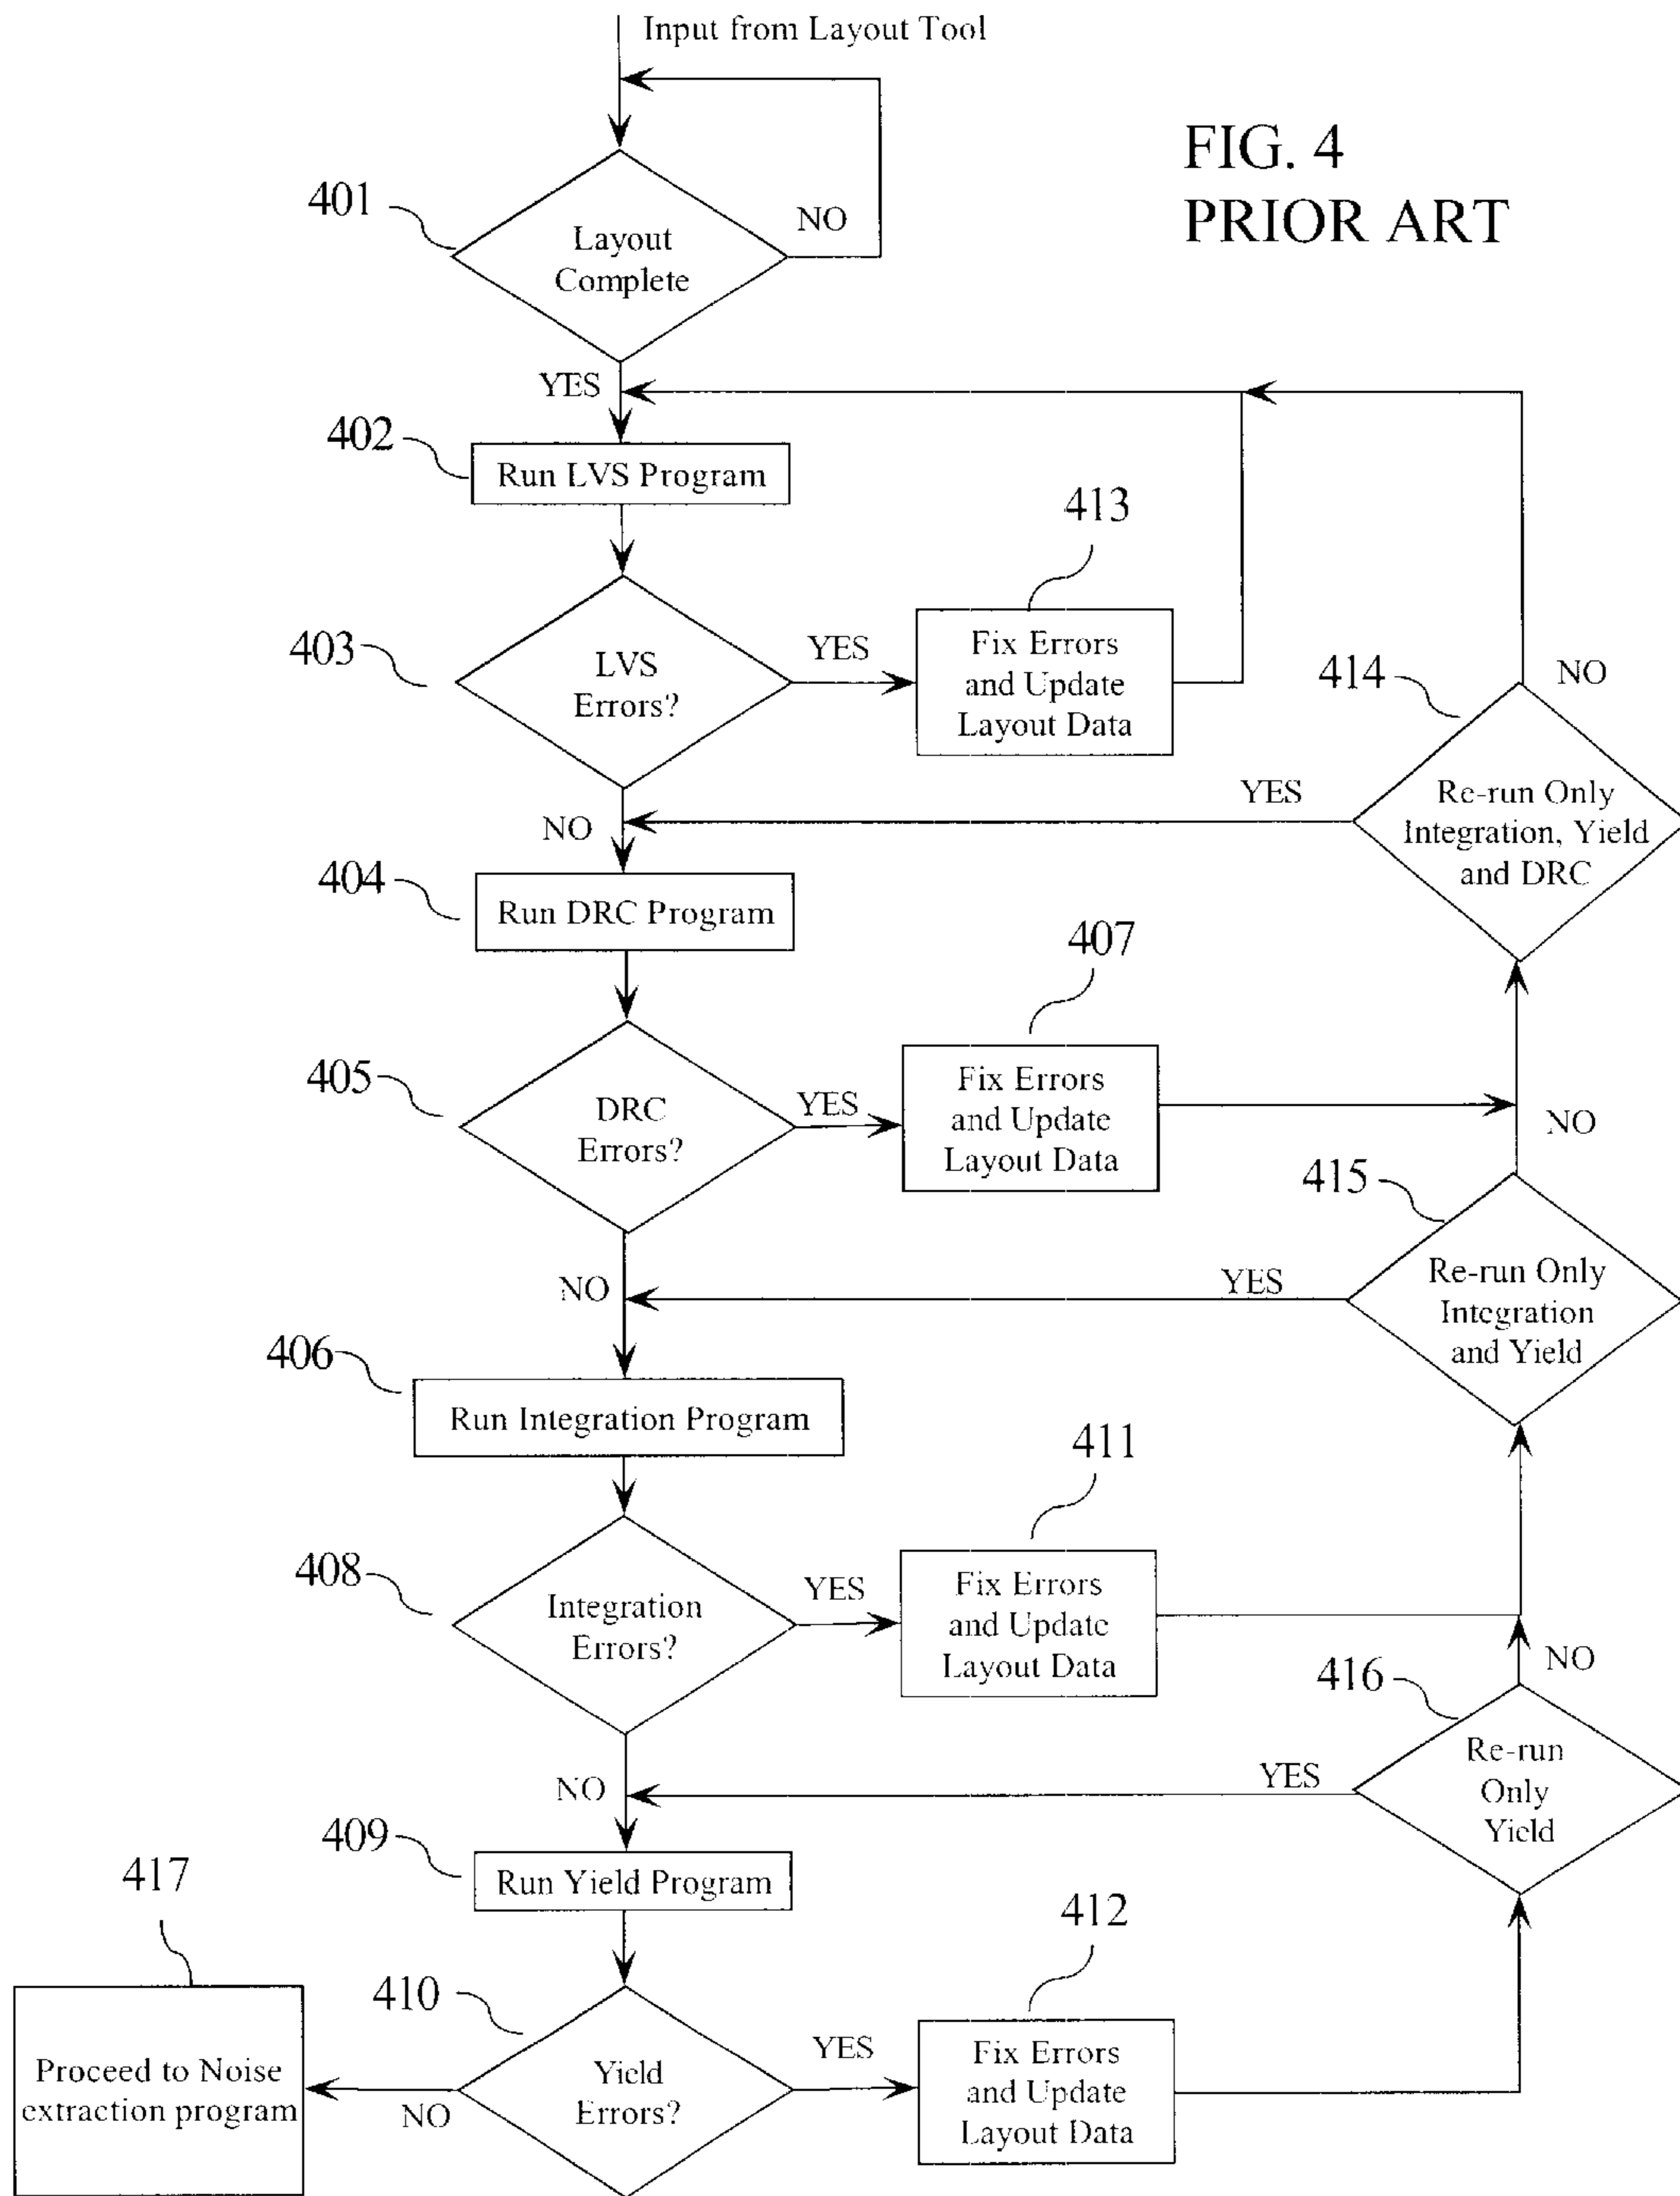 Input from Layout Tool
FIG. 4
PRIOR ART
401
Layout
Complete
NO
YES
402
Run LVS Program
413
403
LVS
Errors?
YES
Fix Errors
and Update
Layout Data
414
NO
Re-run Only
Integration, Yield
and DRC
YES
NO
404
Run DRC Program
407
405
DRC
Errors?
YES
Fix Errors
and Update
Layout Data
NO
415
Re-run Only
Integration
and Yield
YES
NO
406
Run Integration Program
411
408
Integration
Errors?
YES
Fix Errors
and Update
Layout Data
NO
416
Re-run
Only
Yield
YES
NO
409
Run Yield Program
417
412
410
Yield
Errors?
YES
Fix Errors
and Update
Layout Data
NO
Proceed to Noise
extraction program